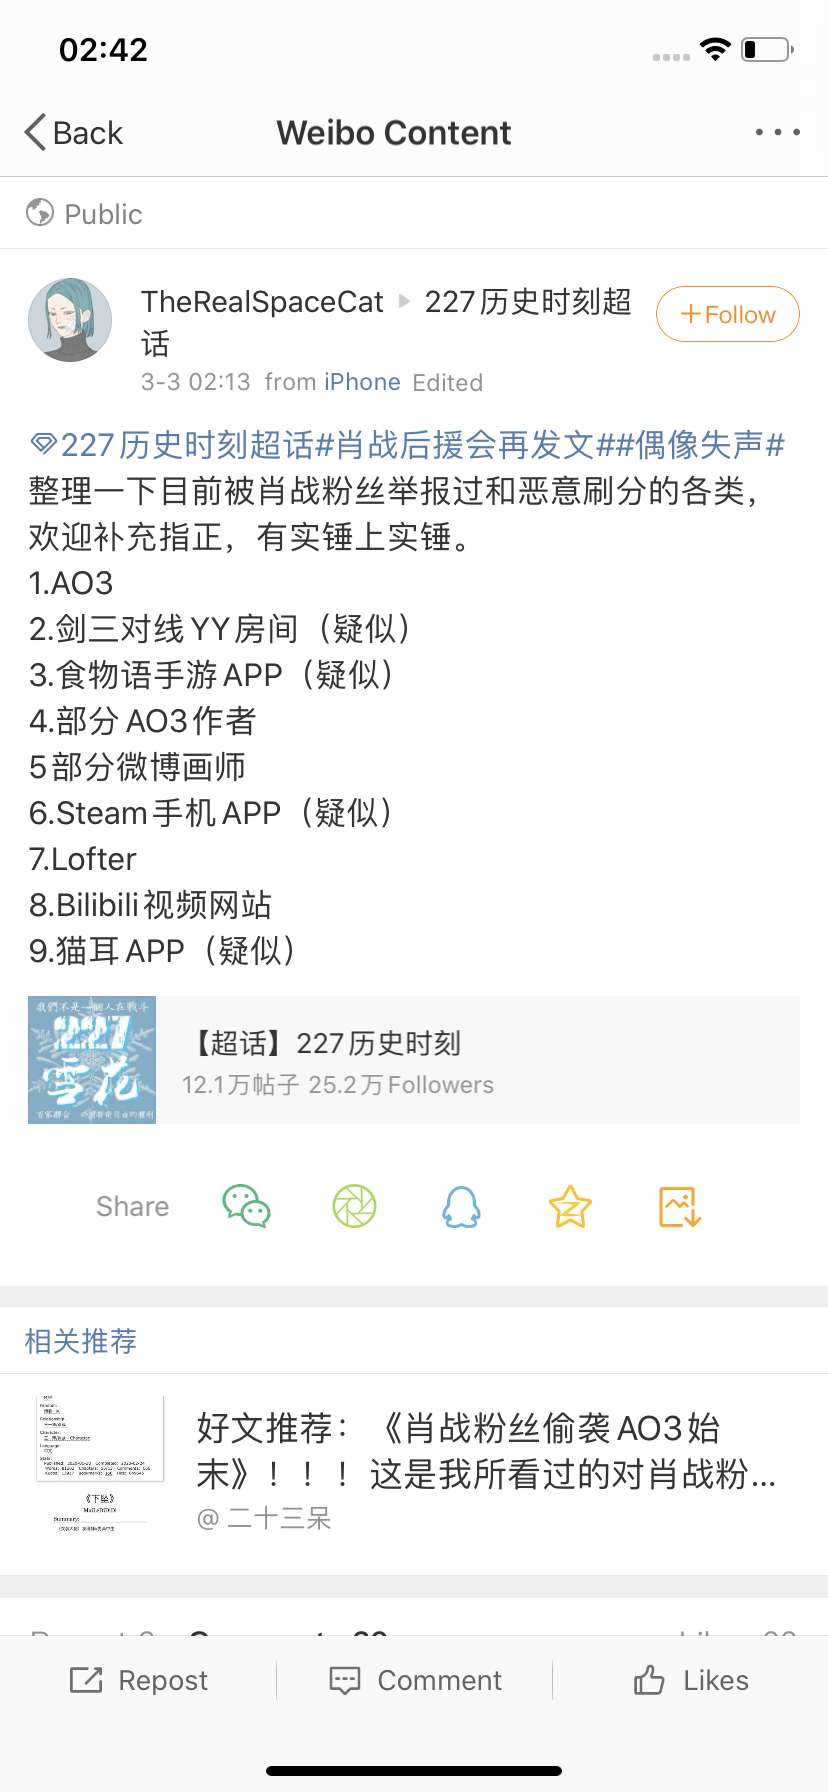 02:42
Back
Weibo Content
Public
TheRealSpaceCat ▸ 227历史时刻超
话
+Follow
3-3 02:13 from iPhone Edited
227历史时刻超话#肖战后援会再发文##偶像失声#
整理一下目前被肖战粉丝举报过和恶意刷分的各类，
欢迎补充指正，有实锤上实锤。
1.AO3
2.剑三对线YY房间（疑似）
3.食物语手游APP（疑似）
4.部分AO3作者
5部分微博画师
6.Steam手机APP（疑似）
7.Lofter
8.Bilibili视频网站
9.猫耳APP（疑似）
我們不是一個人在戰斗
227
雪花
【超话】227历史时刻
12.1万帖子 25.2万Followers
Share
相关推荐
《下坠》
Summary:
好文推荐：《肖战粉丝偷袭AO3始
末》！！！这是我所看过的对肖战粉...
@二十三呆
Repost
Comment
Likes